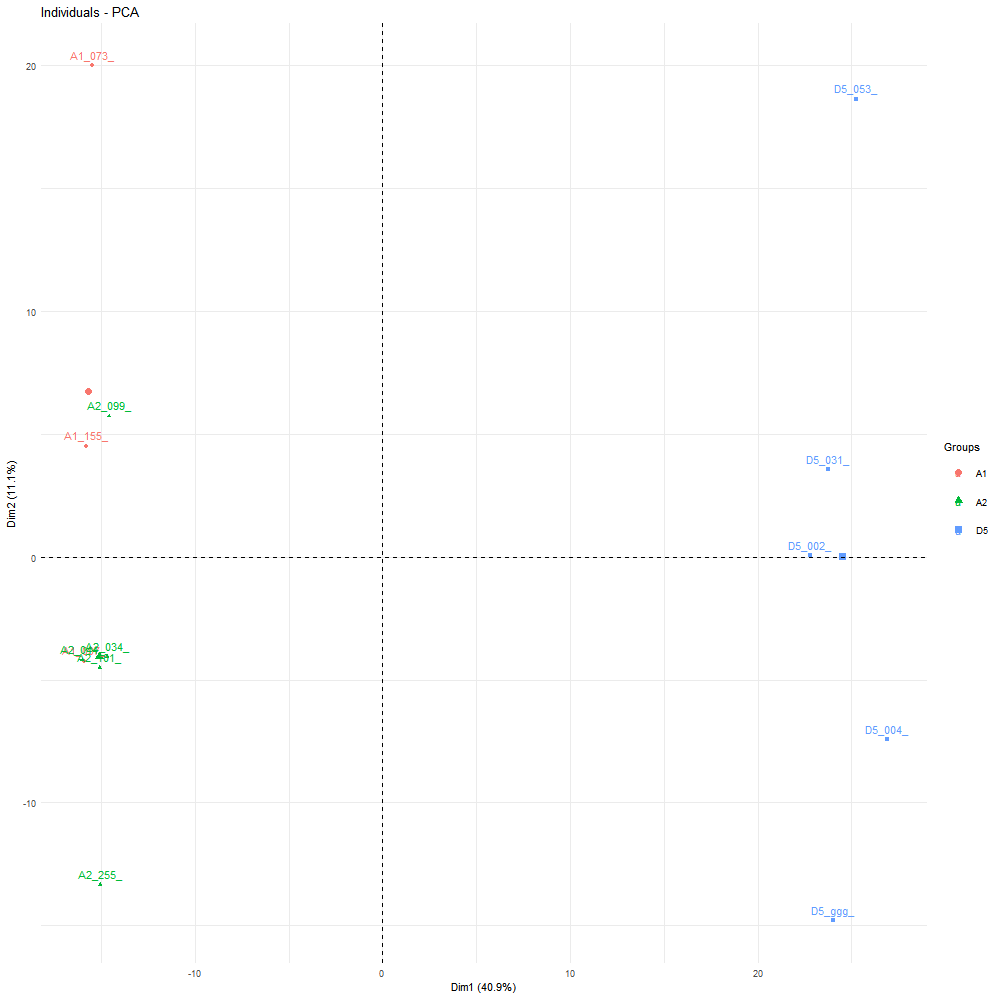 Individuals - PCA
A1_073_
20
D5_053_
10
A2_099_
A1_155_
D5_031_
Groups
A1
A2
D5
Dim2 (11.1%)
D5_002_
0
A2_034_
D5_004_
-10
A2_255_
D5_ggg_
-10
0
10
20
Dim1 (40.9%)